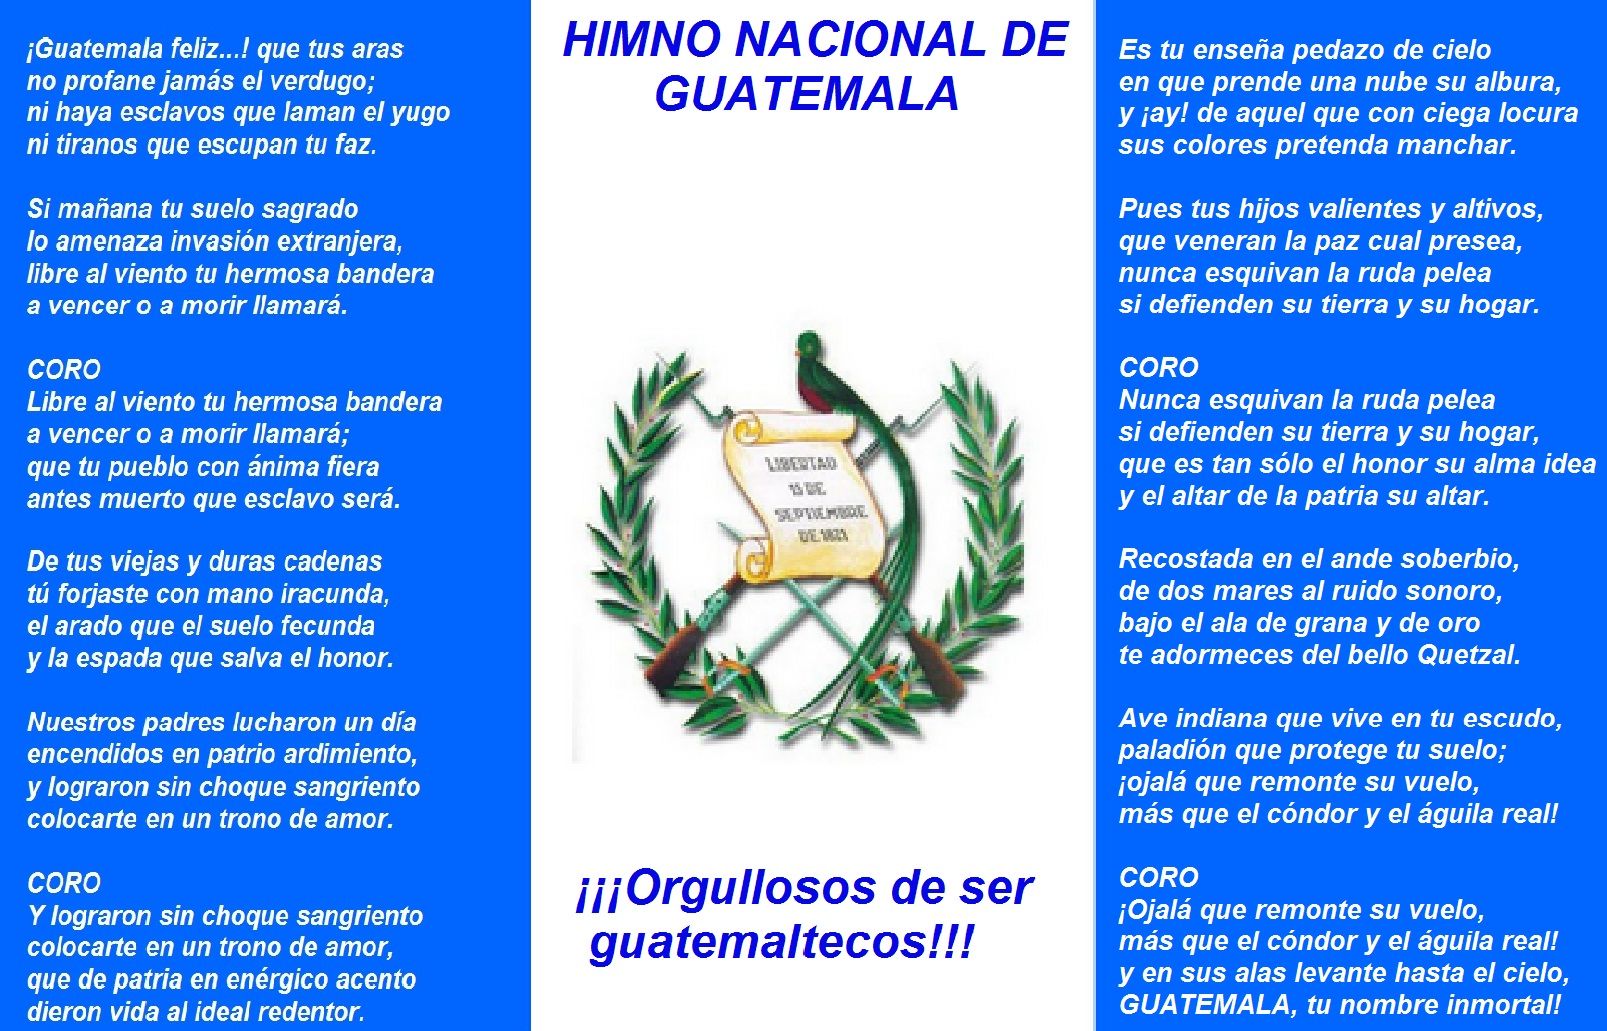 ¡Guatemala feliz...! que tus aras
no profane jamás el verdugo;
ni haya esclavos que laman el yugo
ni tiranos que escupan tu faz.
Si mañana tu suelo sagrado
lo amenaza invasión extranjera,
libre al viento tu hermosa bandera
a vencer o a morir llamará.
CORO
Libre al viento tu hermosa bandera
a vencer o a morir llamará;
que tu pueblo con ánima fiera
antes muerto que esclavo será.
De tus viejas y duras cadenas
tú forjaste con mano iracunda,
el arado que el suelo fecunda
y la espada que salva el honor.
Nuestros padres lucharon un día
encendidos en patrio ardimiento,
y lograron sin choque sangriento
colocarte en un trono de amor.
CORO
Y lograron sin choque sangriento
colocarte en un trono de amor,
que de patria en enérgico acento
dieron vida al ideal redentor.
HIMNO NACIONAL DE
GUATEMALA
LIBERTAD
15 DE
SEPTIEMBRE
DE 1821
¡¡¡Orgullosos de ser
guatemaltecos!!!
Es tu enseña pedazo de cielo
en que prende una nube su albura,
y ¡ay! de aquel que con ciega locura
sus colores pretenda manchar.
Pues tus hijos valientes y altivos,
que veneran la paz cual presea,
nunca esquivan la ruda pelea
si defienden su tierra y su hogar.
CORO
Nunca esquivan la ruda pelea
si defienden su tierra y su hogar,
que es tan sólo el honor su alma idea
y el altar de la patria su altar.
Recostada en el ande soberbio,
de dos mares al ruido sonoro,
bajo el ala de grana y de oro
te adormeces del bello Quetzal.
Ave indiana que vive en tu escudo,
paladión que protege tu suelo;
¡ojalá que remonte su vuelo,
más que el cóndor y el águila real!
CORO
¡Ojalá que remonte su vuelo,
más que el cóndor y el águila real!
y en sus alas levante hasta el cielo,
GUATEMALA, tu nombre inmortal!